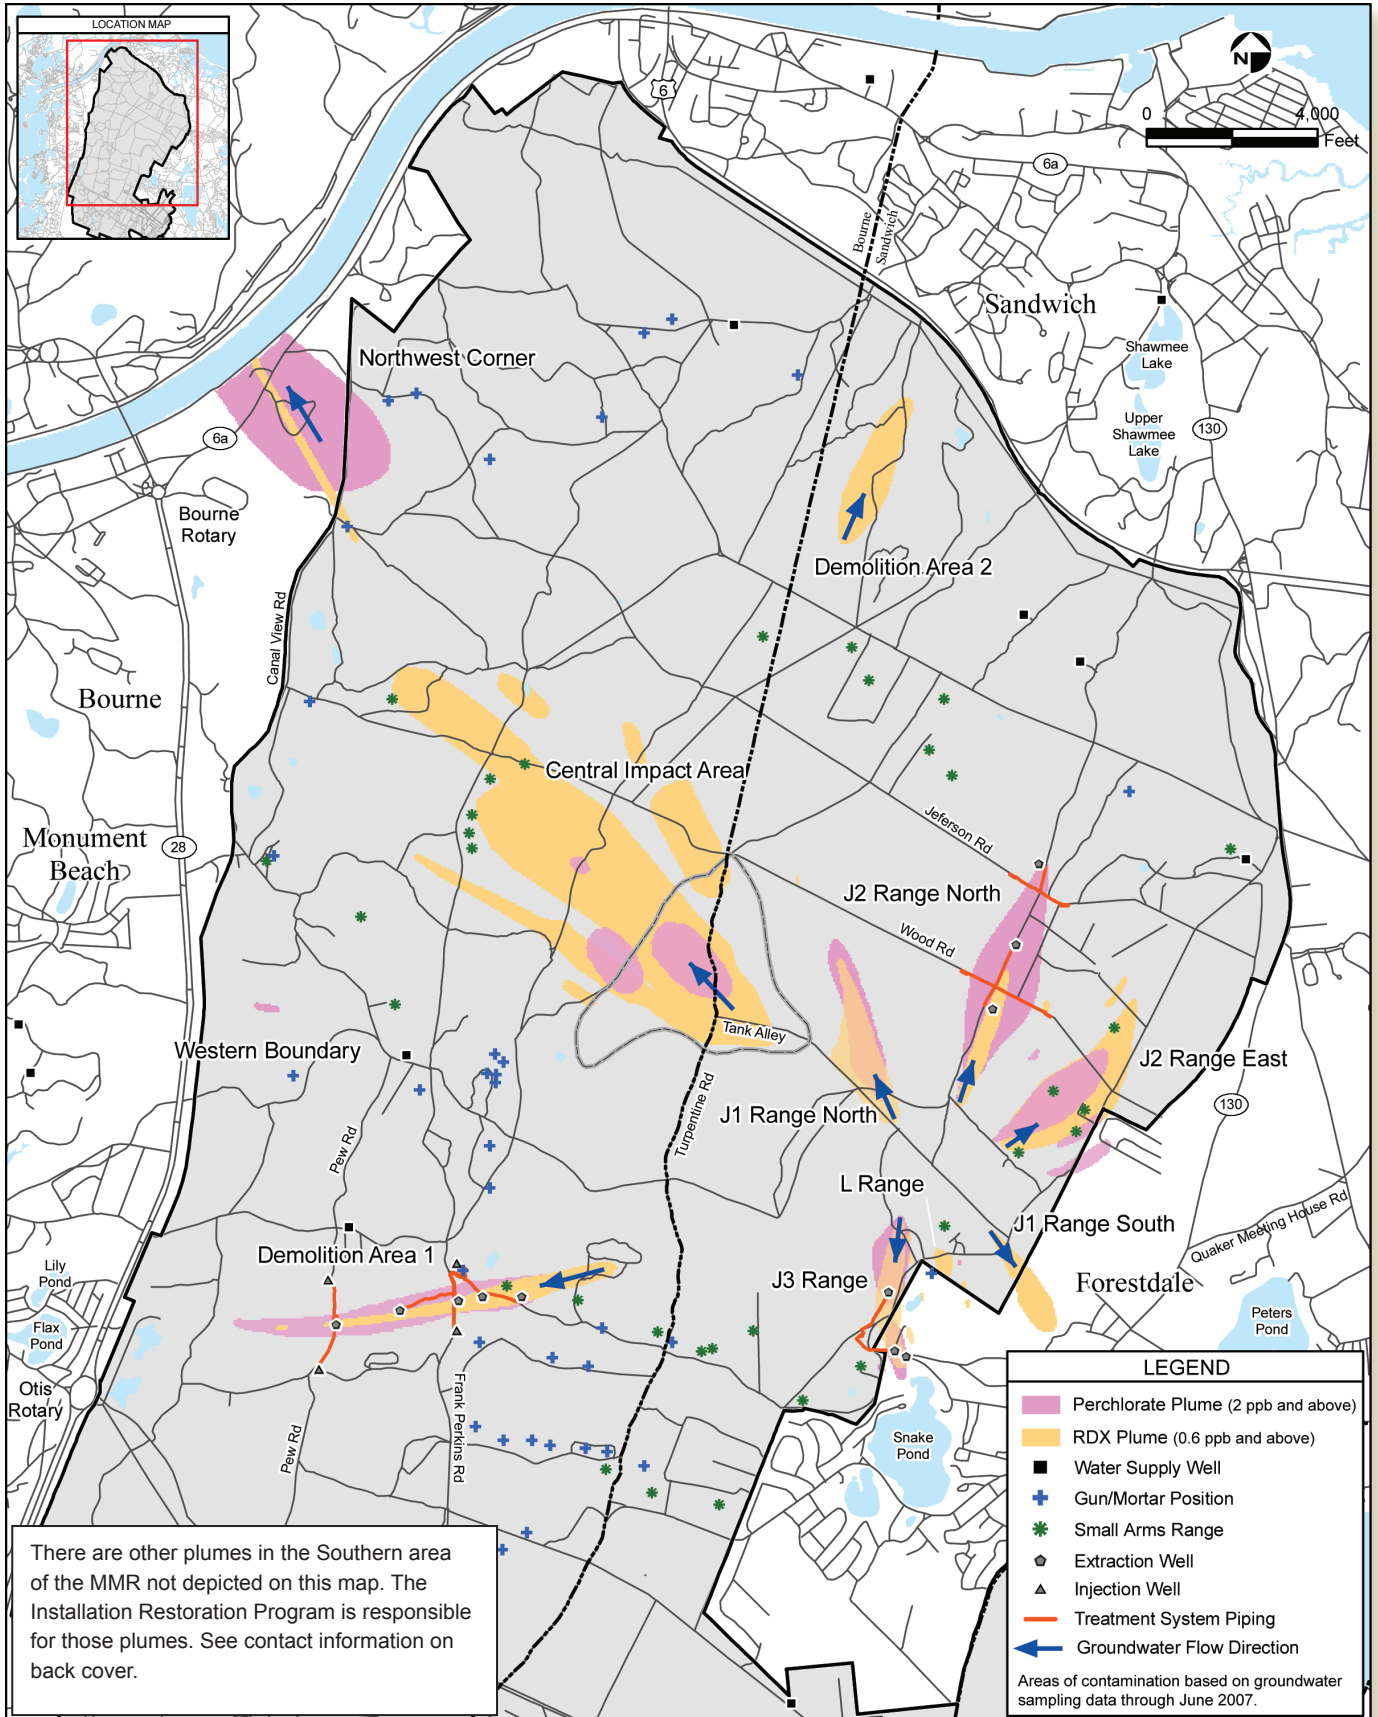 LOCATION MAP
N
0 4,000
Feet
6
6a
Bourne
Sandwich
Sandwich
Shawmee
Lake
Upper
Shawmee
Lake
130
Northwest Corner
6a
Bourne
Rotary
Demolition Area 2
Canal View Rd
Bourne
Central Impact Area
Monument
Beach
28
Jeferson Rd
J2 Range North
Wood Rd
Tank Alley
Western Boundary
J2 Range East
130
J1 Range North
Turpentine Rd
Pew Rd
L Range
J1 Range South
Quaker Meeting House Rd
Demolition Area 1
Lily
Pond
J3 Range
Forestdale
Flax
Pond
Peters
Pond
Otis
Rotary
Frank Perkins Rd
Pew Rd
Snake
Pond
LEGEND
Perchlorate Plume (2 ppb and above)
RDX Plume (0.6 ppb and above)
Water Supply Well
Gun/Mortar Position
Small Arms Range
Extraction Well
Injection Well
Treatment System Piping
Groundwater Flow Direction
Areas of contamination based on groundwater
sampling data through June 2007.
There are other plumes in the Southern area
of the MMR not depicted on this map. The
Installation Restoration Program is responsible
for those plumes. See contact information on
back cover.